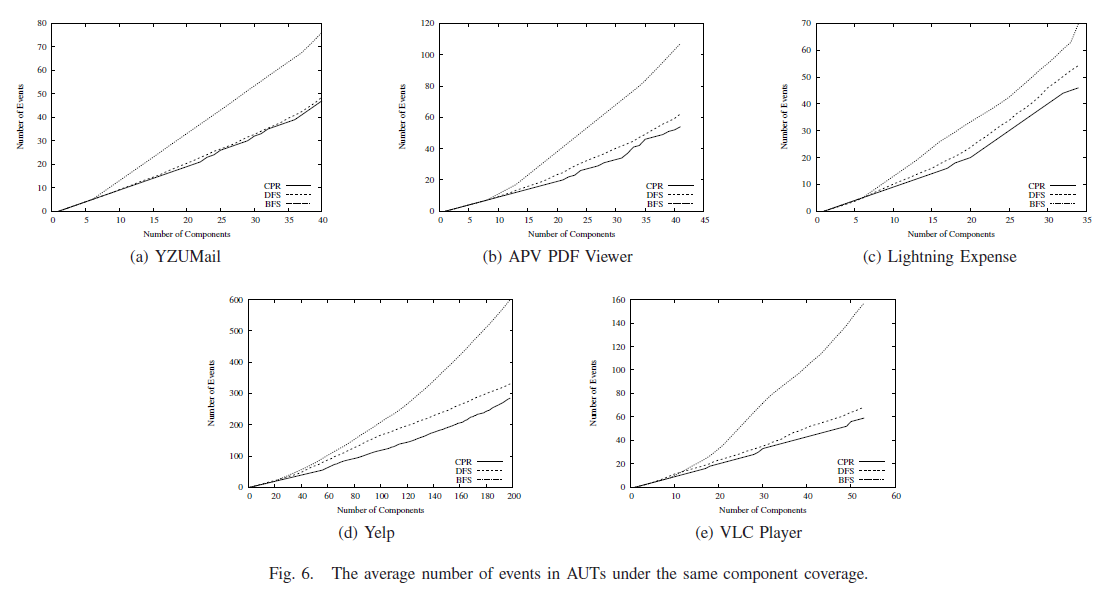 80
70
60
50
40
30
20
10
0
0 5 10 15 20 25 30 35 40
Number of Events
Number of Components
CPR
DFS
BFS
(a) YZUMail
120
100
80
60
40
20
0
0 5 10 15 20 25 30 35 40 45
Number of Events
Number of Components
CPR
DFS
BFS
(b) APV PDF Viewer
70
60
50
40
30
20
10
0
0 5 10 15 20 25 30 35
Number of Events
Number of Components
CPR
DFS
BFS
(c) Lightning Expense
600
500
400
300
200
100
0
0 20 40 60 80 100 120 140 160 180 200
Number of Events
Number of Components
CPR
DFS
BFS
(d) Yelp
160
140
120
100
80
60
40
20
0
0 10 20 30 40 50 60
Number of Events
Number of Components
CPR
DFS
BFS
(e) VLC Player
Fig. 6. The average number of events in AUTs under the same component coverage.